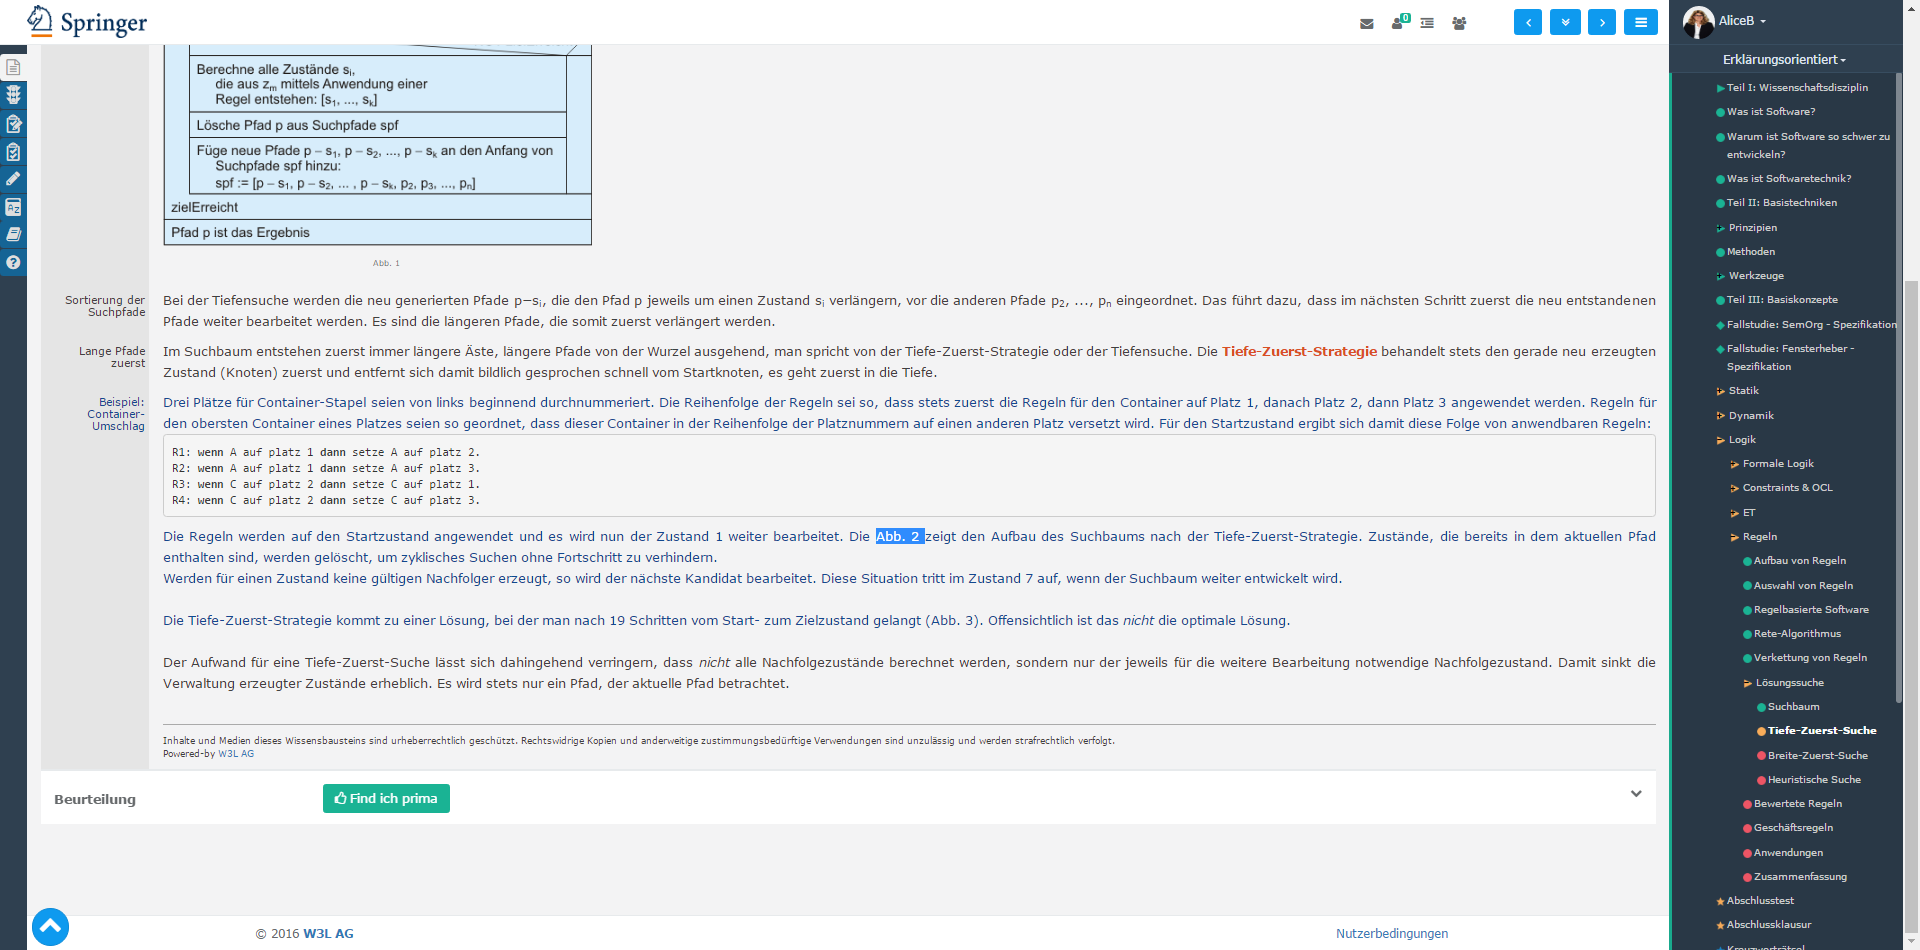 Springer
0
AliceB
Erklärungsorientiert
Berechne alle Zustände si,
die aus zm mittels Anwendung einer
Regel entstehen: [s1, ..., sk]
Lösche Pfad p aus Suchpfade spf
Füge neue Pfade p – s1, p – s2, ..., p – sk an den Anfang von
Suchpfade spf hinzu:
spf := [p – s1, p – s2, ... , p – sk, p2, p3, ..., pn]
zielErreicht
Pfad p ist das Ergebnis
Abb. 1
Sortierung der
Suchpfade
Bei der Tiefensuche werden die neu generierten Pfade p−si, die den Pfad p jeweils um einen Zustand si verlängern, vor die anderen Pfade p2, ..., pn eingeordnet. Das führt dazu, dass im nächsten Schritt zuerst die neu entstandenen
Pfade weiter bearbeitet werden. Es sind die längeren Pfade, die somit zuerst verlängert werden.
Lange Pfade
zuerst
Im Suchbaum entstehen zuerst immer längere Äste, längere Pfade von der Wurzel ausgehend, man spricht von der Tiefe-Zuerst-Strategie oder der Tiefensuche. Die Tiefe-Zuerst-Strategie behandelt stets den gerade neu erzeugten
Zustand (Knoten) zuerst und entfernt sich damit bildlich gesprochen schnell vom Startknoten, es geht zuerst in die Tiefe.
Beispiel:
Container-
Umschlag
Drei Plätze für Container-Stapel seien von links beginnend durchnummeriert. Die Reihenfolge der Regeln sei so, dass stets zuerst die Regeln für den Container auf Platz 1, danach Platz 2, dann Platz 3 angewendet werden. Regeln für
den obersten Container eines Platzes seien so geordnet, dass dieser Container in der Reihenfolge der Platznummern auf einen anderen Platz versetzt wird. Für den Startzustand ergibt sich damit diese Folge von anwendbaren Regeln:
R1: wenn A auf platz 1 dann setze A auf platz 2.
R2: wenn A auf platz 1 dann setze A auf platz 3.
R3: wenn C auf platz 2 dann setze C auf platz 1.
R4: wenn C auf platz 2 dann setze C auf platz 3.
Die Regeln werden auf den Startzustand angewendet und es wird nun der Zustand 1 weiter bearbeitet. Die Abb. 2 zeigt den Aufbau des Suchbaums nach der Tiefe-Zuerst-Strategie. Zustände, die bereits in dem aktuellen Pfad
enthalten sind, werden gelöscht, um zyklisches Suchen ohne Fortschritt zu verhindern.
Werden für einen Zustand keine gültigen Nachfolger erzeugt, so wird der nächste Kandidat bearbeitet. Diese Situation tritt im Zustand 7 auf, wenn der Suchbaum weiter entwickelt wird.
Die Tiefe-Zuerst-Strategie kommt zu einer Lösung, bei der man nach 19 Schritten vom Start- zum Zielzustand gelangt (Abb. 3). Offensichtlich ist das nicht die optimale Lösung.
Der Aufwand für eine Tiefe-Zuerst-Suche lässt sich dahingehend verringern, dass nicht alle Nachfolgezustände berechnet werden, sondern nur der jeweils für die weitere Bearbeitung notwendige Nachfolgezustand. Damit sinkt die
Verwaltung erzeugter Zustände erheblich. Es wird stets nur ein Pfad, der aktuelle Pfad betrachtet.
Inhalte und Medien dieses Wissensbausteins sind urheberrechtlich geschützt. Rechtswidrige Kopien und anderweitige zustimmungsbedürftige Verwendungen sind unzulässig und werden strafrechtlich verfolgt.
Powered-by W3L AG
Beurteilung
Find ich prima
© 2016 W3L AG
Nutzerbedingungen
Teil I: Wissenschaftsdisziplin
Was ist Software?
Warum ist Software so schwer zu
entwickeln?
Was ist Softwaretechnik?
Teil II: Basistechniken
Prinzipien
Methoden
Werkzeuge
Teil III: Basiskonzepte
Fallstudie: SemOrg - Spezifikation
Fallstudie: Fensterheber -
Spezifikation
Statik
Dynamik
Logik
Formale Logik
Constraints & OCL
ET
Regeln
Aufbau von Regeln
Auswahl von Regeln
Regelbasierte Software
Rete-Algorithmus
Verkettung von Regeln
Lösungssuche
Suchbaum
Tiefe-Zuerst-Suche
Breite-Zuerst-Suche
Heuristische Suche
Bewertete Regeln
Geschäftsregeln
Anwendungen
Zusammenfassung
Abschlusstest
Abschlussklausur